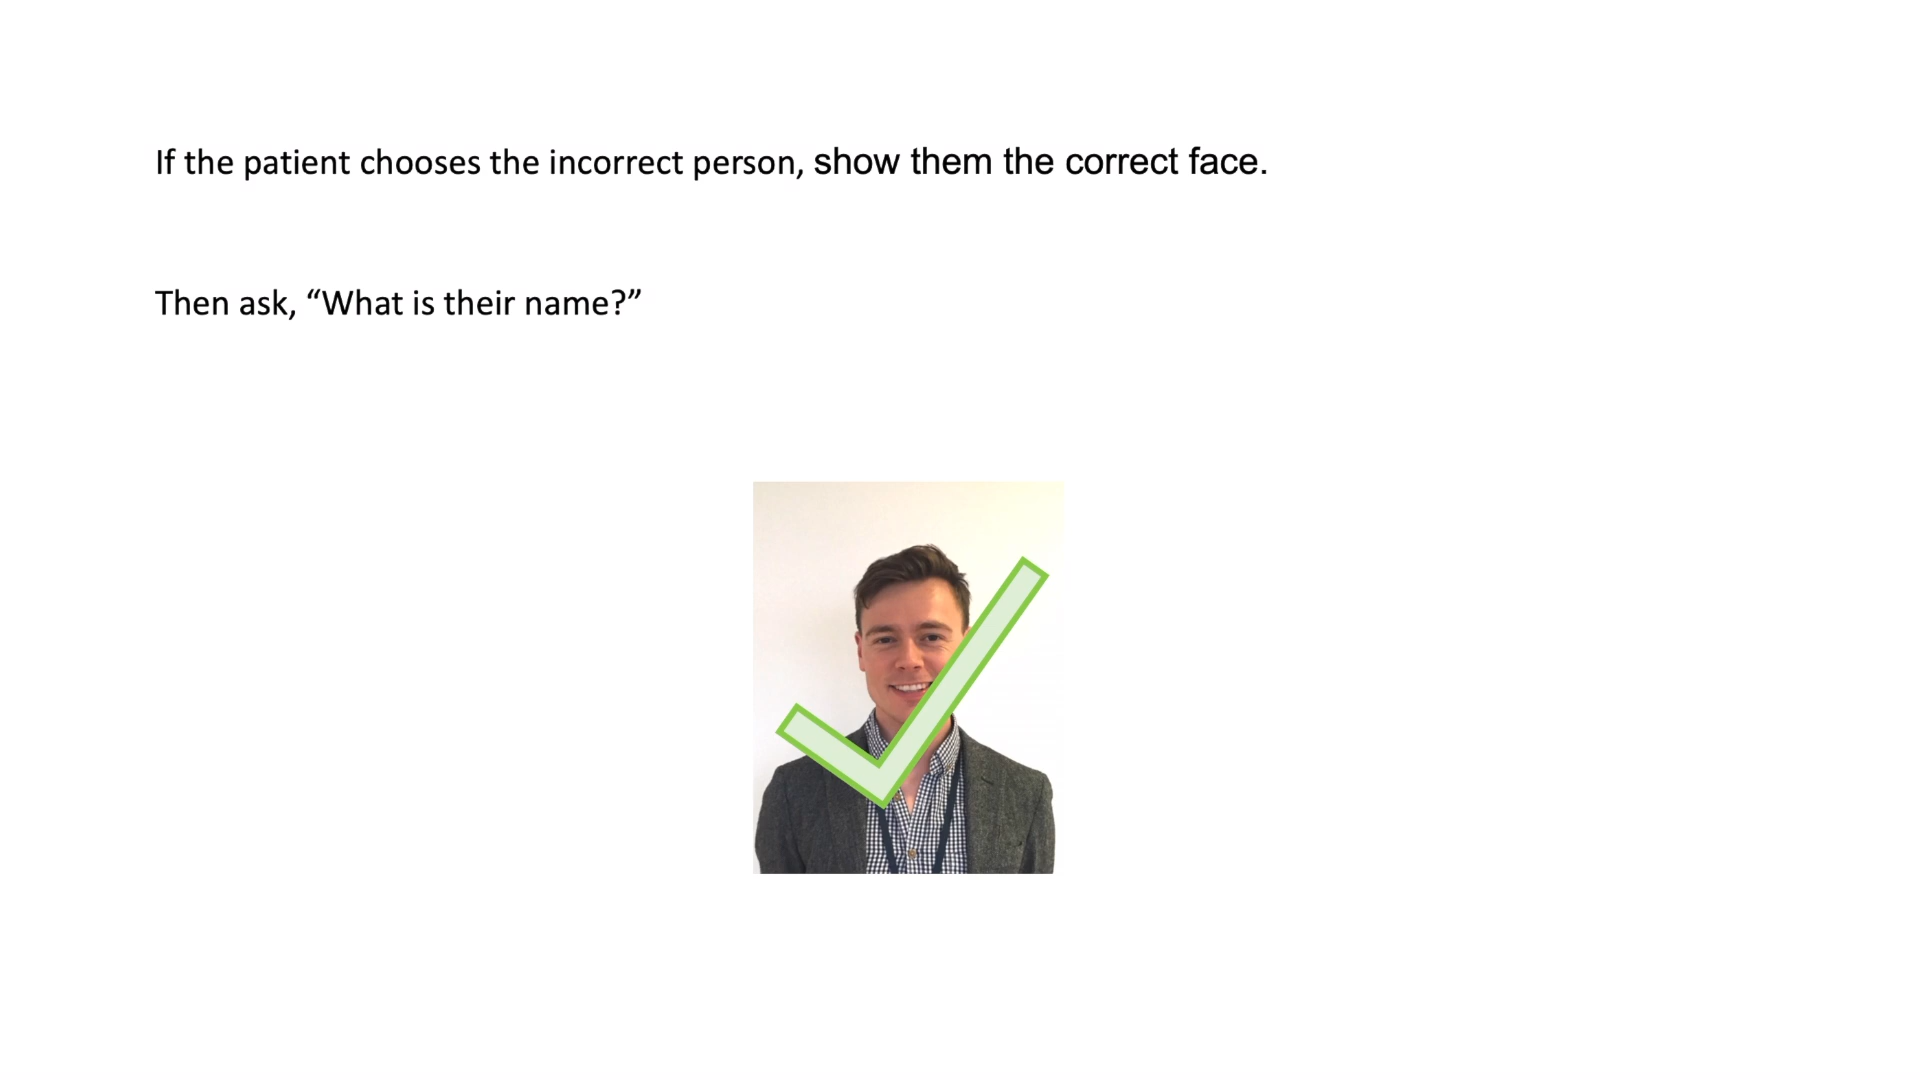 If the patient chooses the incorrect person, show them the correct face.
Then ask, “What is their name?”